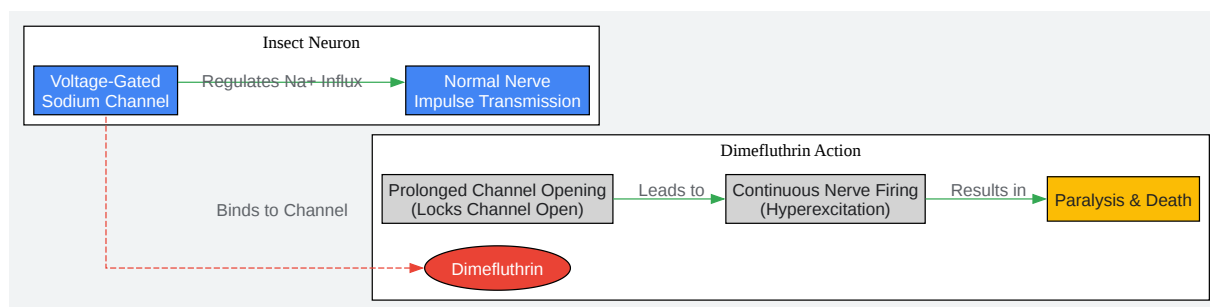 Insect Neuron
Voltage-Gated
Sodium Channel
Regulates Na+ Influx
Normal Nerve
Impulse Transmission
Dimefluthrin Action
Prolonged Channel Opening
(Locks Channel Open)
Leads to
Continuous Nerve Firing
(Hyperexcitation)
Results in
Paralysis & Death
Binds to Channel
Dimefluthrin